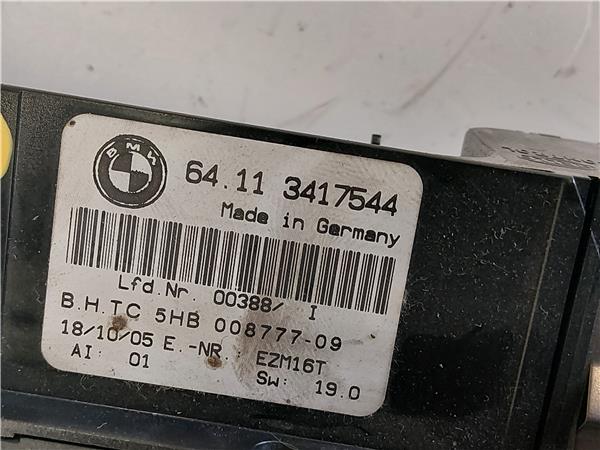 BMW
64.11 3417544
Made in Germany
Lfd.Nr. 00388/ I
B.H.TC 5HB 008777-09
18/10/05 E.-NR. EZM16T
AI: 01 Sw: 19.0